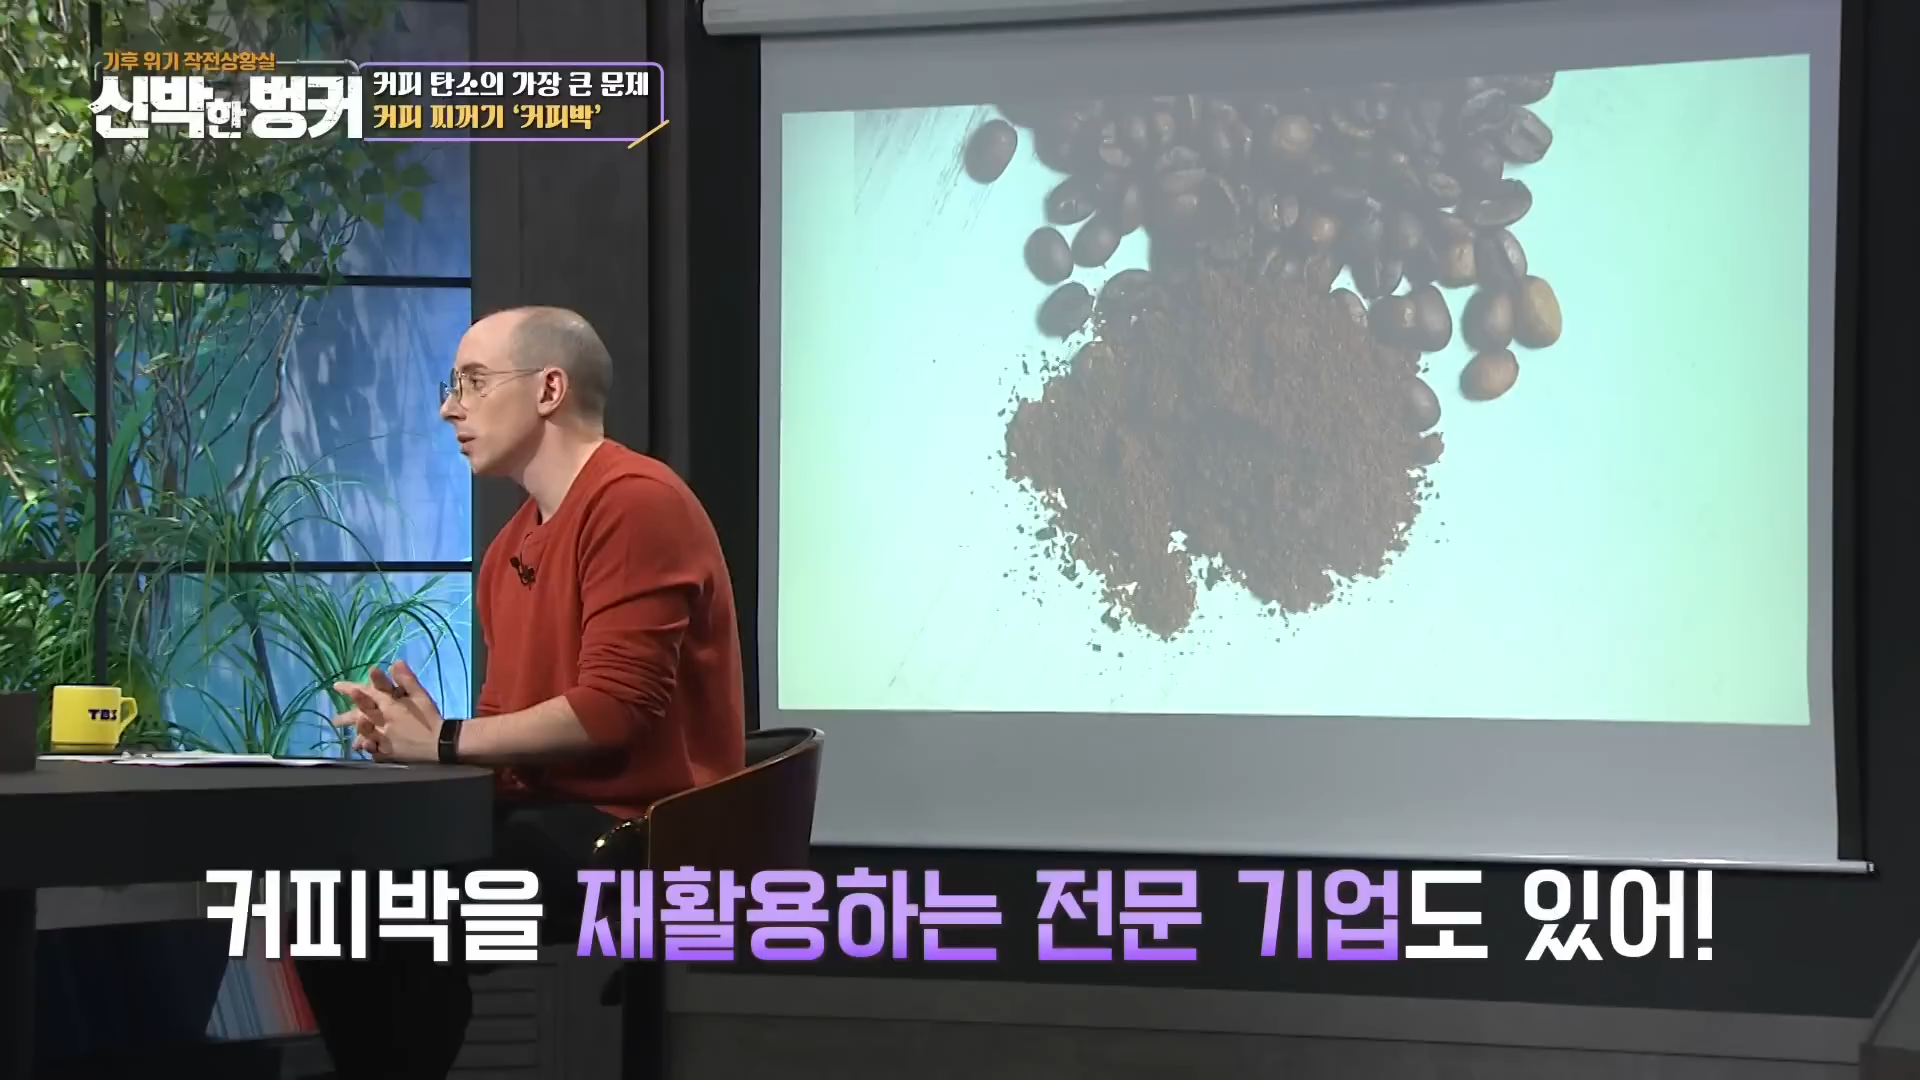 기후 위기 작전상황실
신박한 벙커
커피 탄소의 가장 큰 문제
커피 찌꺼기 '커피박'
TBS
커피박을 재활용하는 전문 기업도 있어!